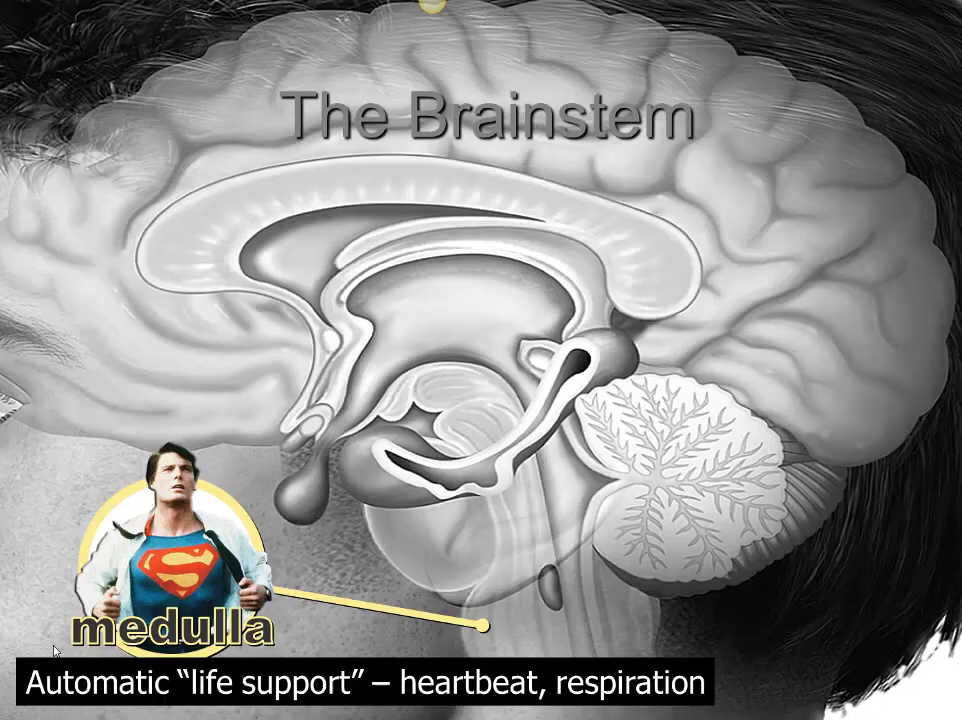 The Brainstem
S
medulla
Automatic “life support” – heartbeat, respiration